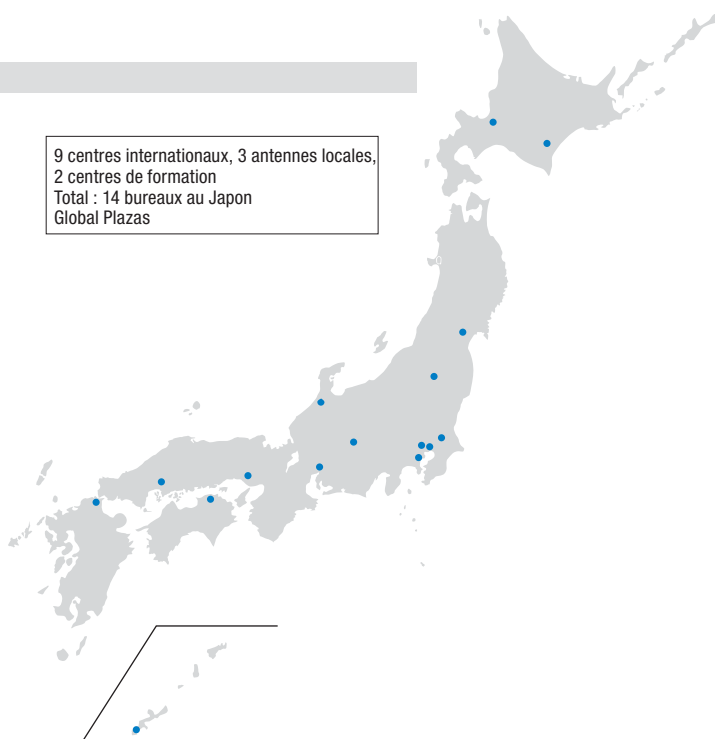 9 centres internationaux, 3 antennes locales,
2 centres de formation
Total : 14 bureaux au Japon
Global Plazas